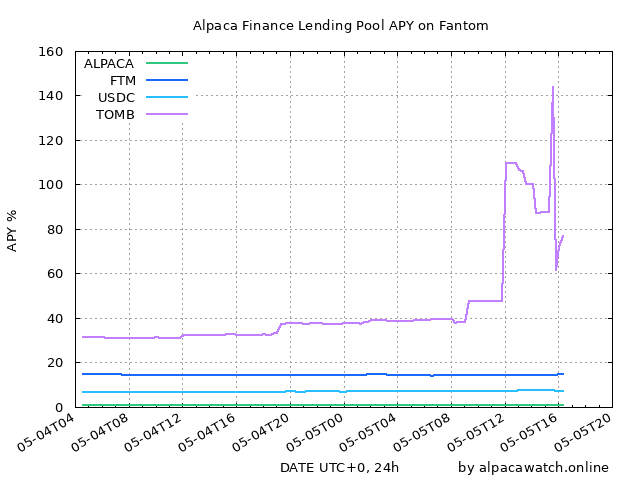 Alpaca Finance Lending Pool APY on Fantom
160
140
120
100
80
60
40
20
0
APY %
ALPACA
FTM
USDC
TOMB
05-04T04
05-04T08
05-04T12
05-04T16
05-04T20
05-05T00
05-05T04
05-05T08
05-05T12
05-05T16
05-05T20
DATE UTC+0, 24h
by alpacawatch.online